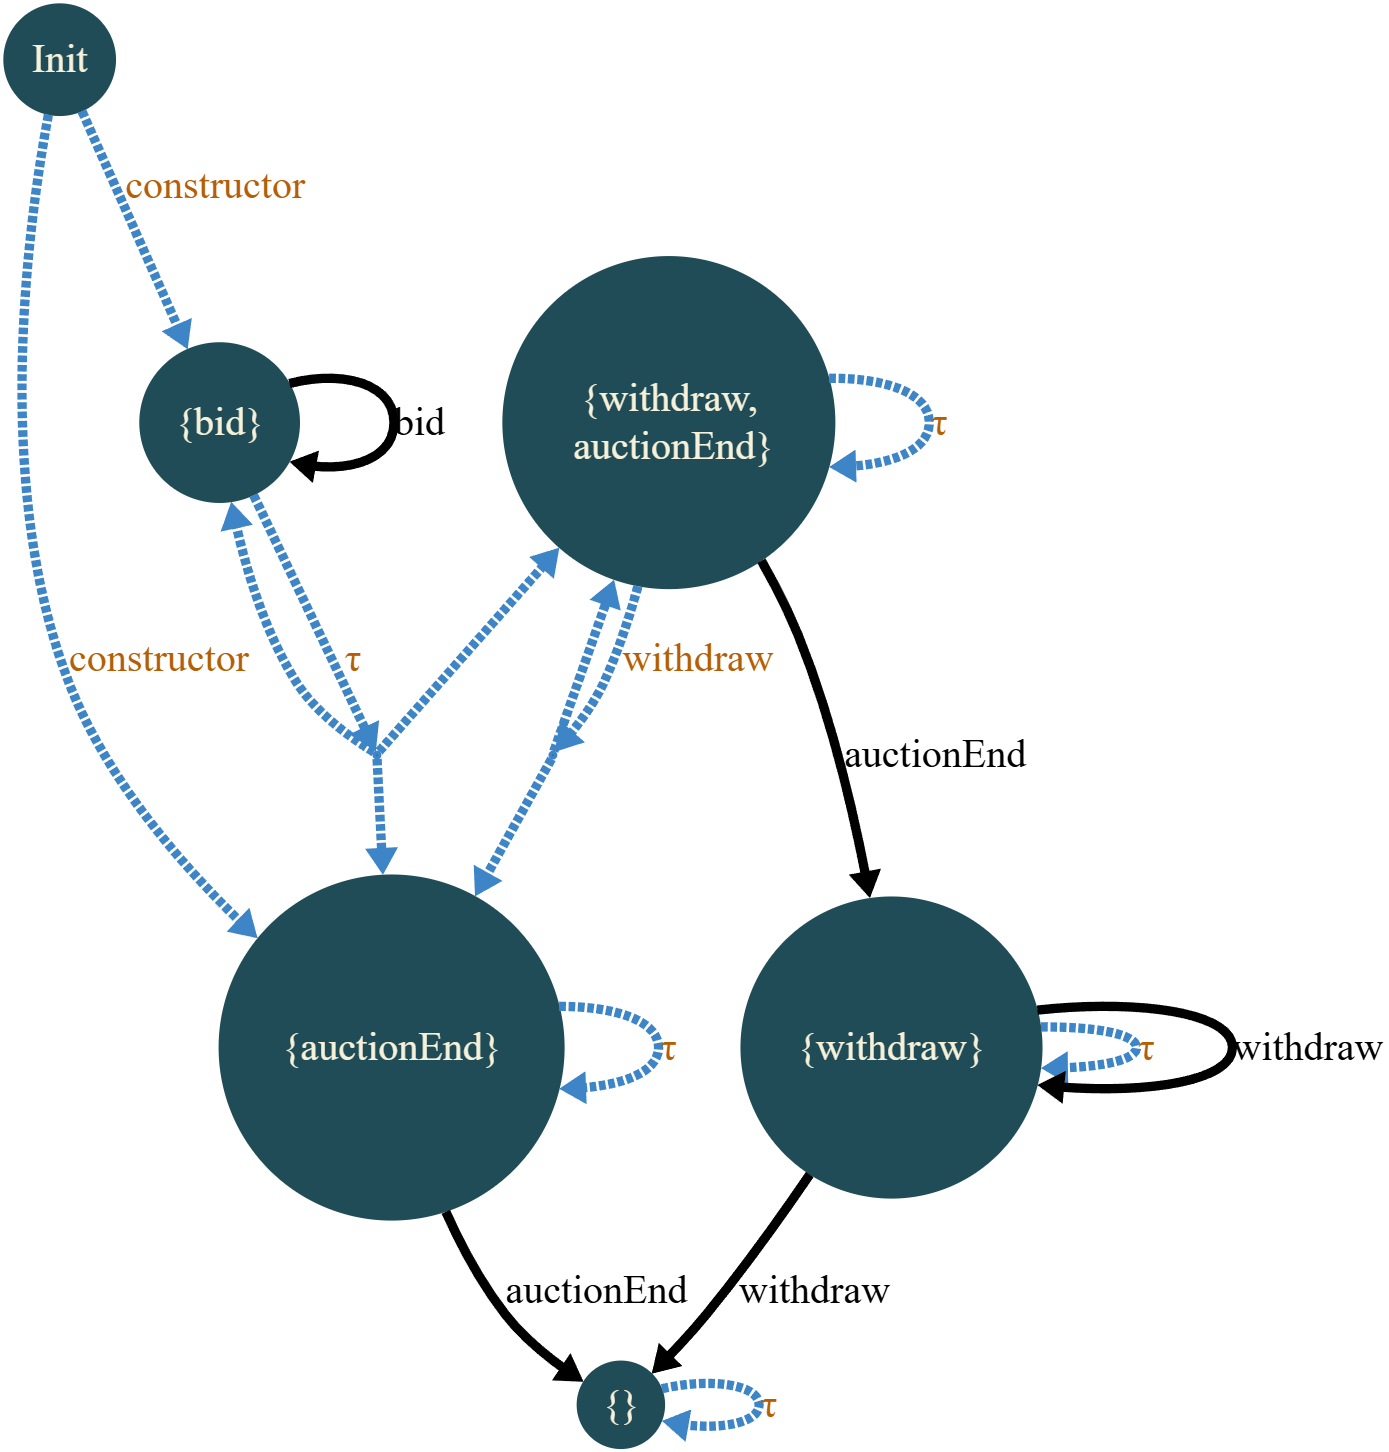 Init
constructor
{withdraw,
auctionEnd}
{bid}
bid
τ
constructor
τ
withdraw
auctionEnd
{auctionEnd}
τ
{withdraw}
τ
withdraw
auctionEnd
withdraw
{}
τ